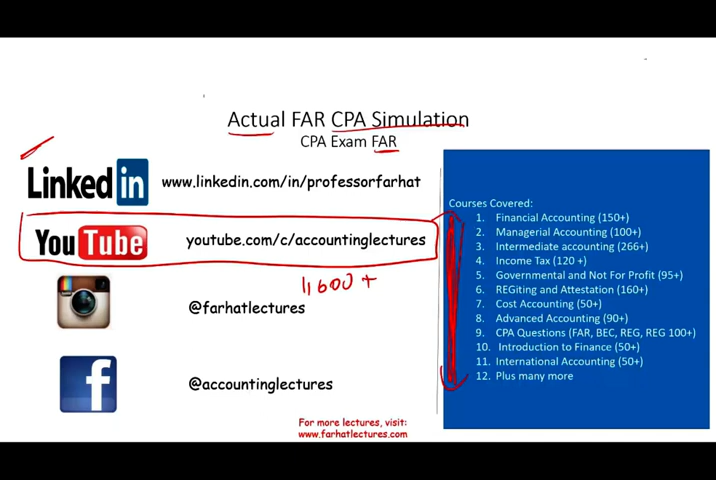 Actual FAR CPA Simulation
CPA Exam FAR
Linked in
www.linkedin.com/in/professorfarhat
YouTube
youtube.com/c/accountinglectures
1,600 +
@farhatlectures
@accountinglectures
For more lectures, visit:
www.farhatlectures.com
Courses Covered:
1. Financial Accounting (150+)
2. Managerial Accounting (100+)
3. Intermediate accounting (266+)
4. Income Tax (120 +)
5. Governmental and Not For Profit (95+)
6. REGiting and Attestation (160+)
7. Cost Accounting (50+)
8. Advanced Accounting (90+)
9. CPA Questions (FAR, BEC, REG, REG 100+)
10. Introduction to Finance (50+)
11. International Accounting (50+)
12. Plus many more